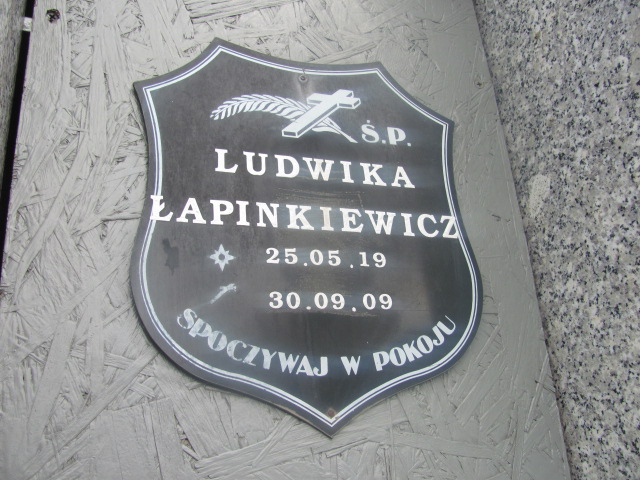 Ś.P.
LUDWIKA
ŁAPINKIEWICZ
25.05.19
30.09.09
SPOCZYWAJ W POKOJU